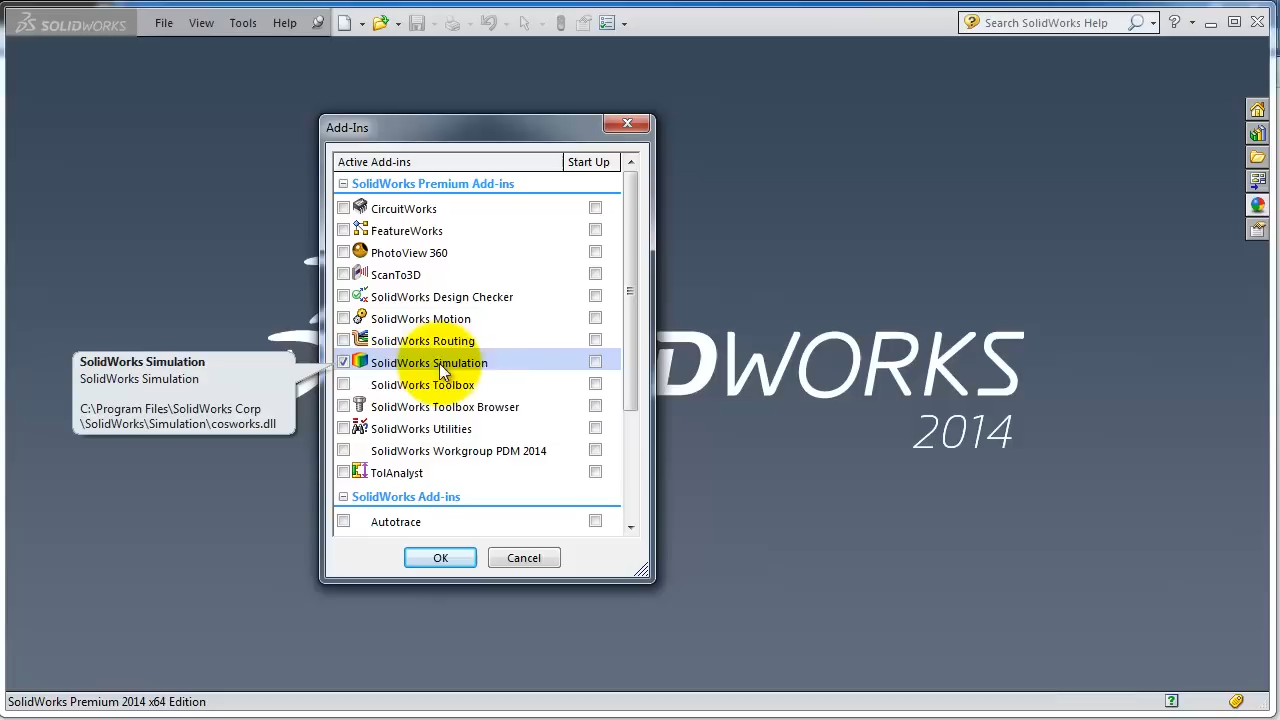 SOLIDWORKS
File View Tools Help
Search SolidWorks Help
Add-Ins
Active Add-ins
Start Up
SolidWorks Premium Add-ins
CircuitWorks
FeatureWorks
PhotoView 360
ScanTo3D
SolidWorks Design Checker
SolidWorks Motion
SolidWorks Routing
SolidWorks Simulation
SolidWorks Toolbox
SolidWorks Toolbox Browser
SolidWorks Utilities
SolidWorks Workgroup PDM 2014
TolAnalyst
SolidWorks Add-ins
Autotrace
OK
Cancel
SolidWorks Simulation
SolidWorks Simulation
C:\Program Files\SolidWorks Corp
\SolidWorks\Simulation\cosworks.dll
DWORKS
2014
SolidWorks Premium 2014 x64 Edition